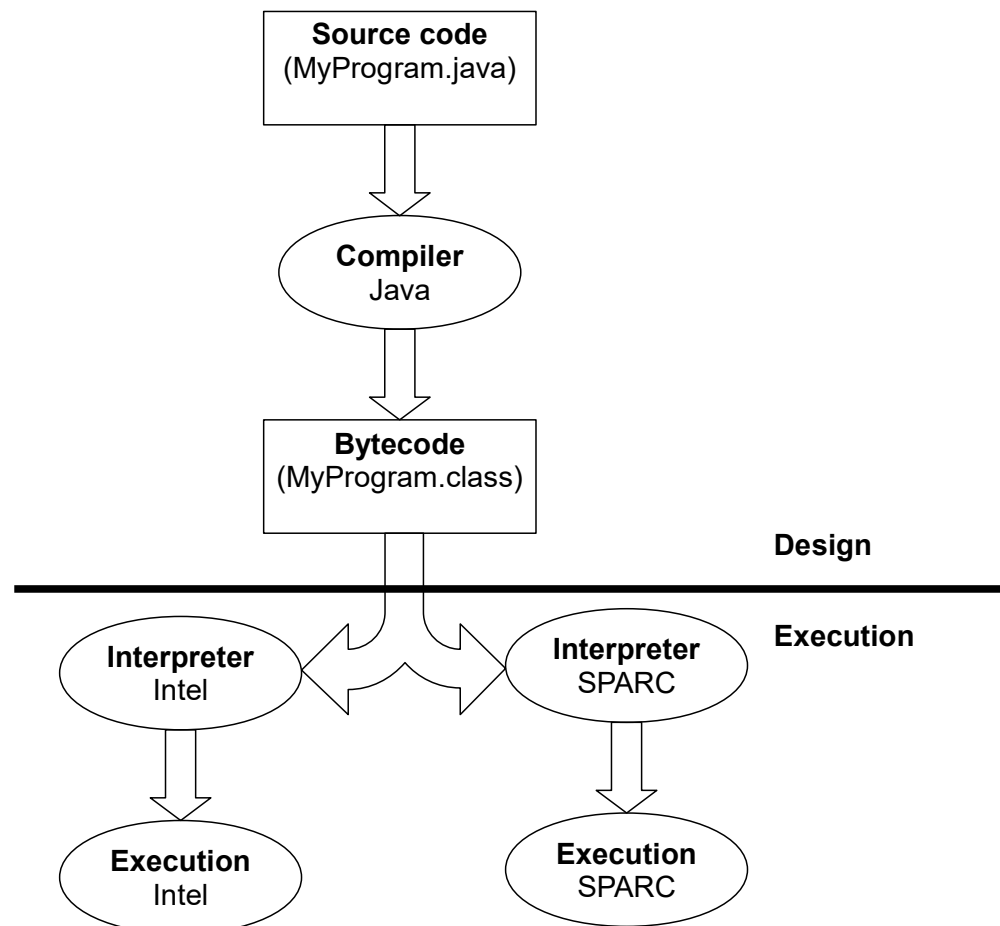 Source code
(MyProgram.java)
Compiler
Java
Bytecode
(MyProgram.class)
Design
Execution
Interpreter
Intel
Interpreter
SPARC
Execution
Intel
Execution
SPARC